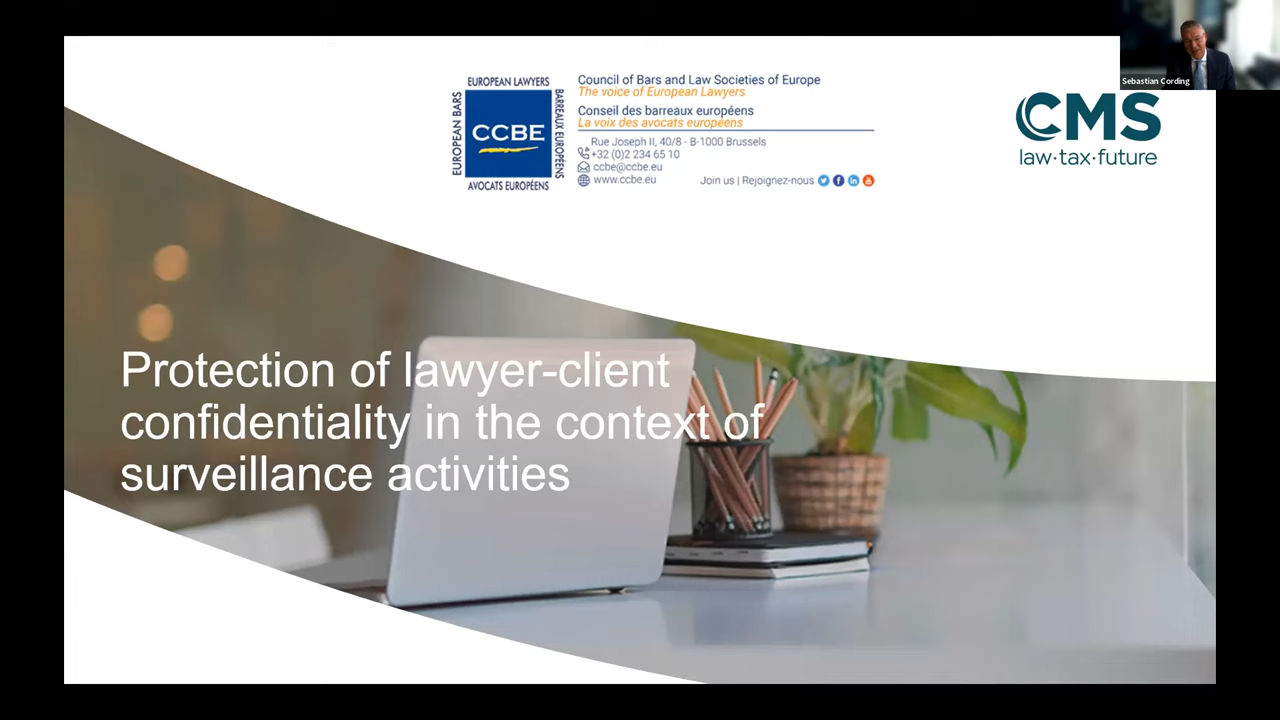 Sebastian Cording
EUROPEAN LAWYERS
EUROPEAN BARS
BARREAUX EUROPÉENS
CCBE
AVOCATS EUROPÉENS
Council of Bars and Law Societies of Europe
The voice of European Lawyers
Conseil des barreaux européens
La voix des avocats européens
Rue Joseph II, 40/8 - B-1000 Brussels
+32 (0)2 234 65 10
ccbe@ccbe.eu
www.ccbe.eu
Join us | Rejoignez-nous
CMS
law·tax·future
Protection of lawyer-client
confidentiality in the context of
surveillance activities